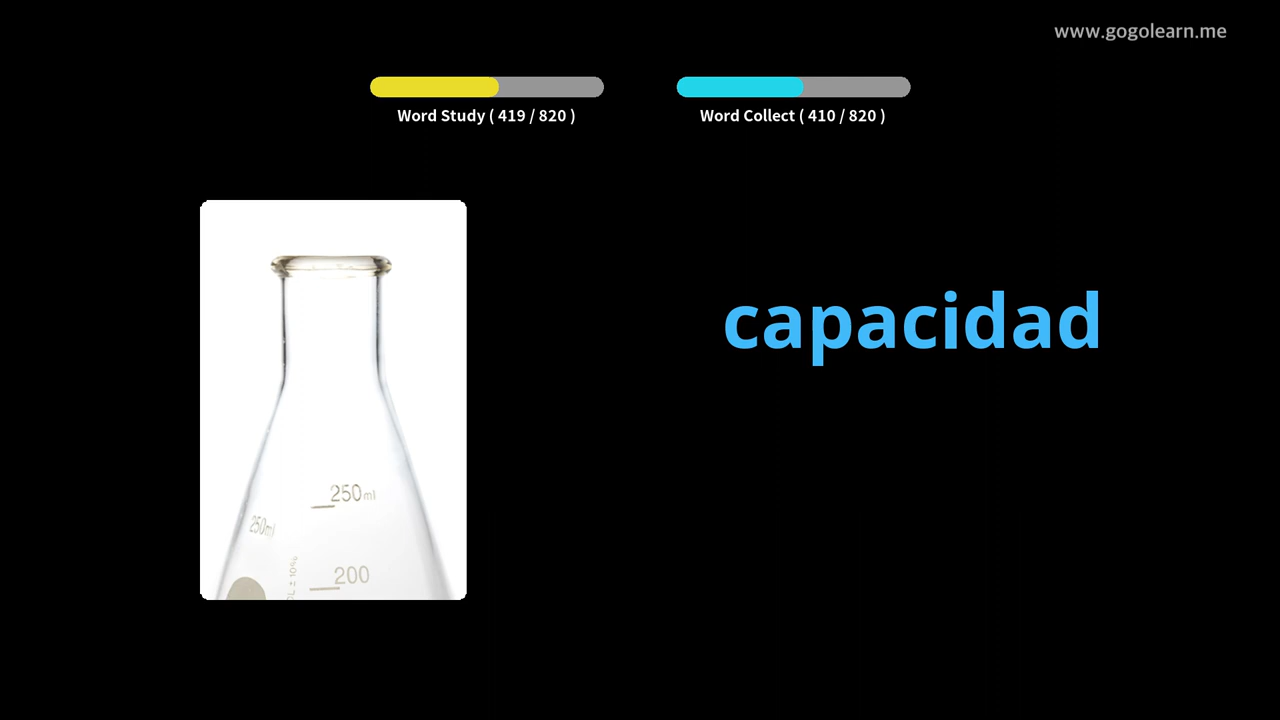 www.gogolearn.me
Word Study ( 419 / 820 )
Word Collect ( 410 / 820 )
capacidad
250ml
250ml
200